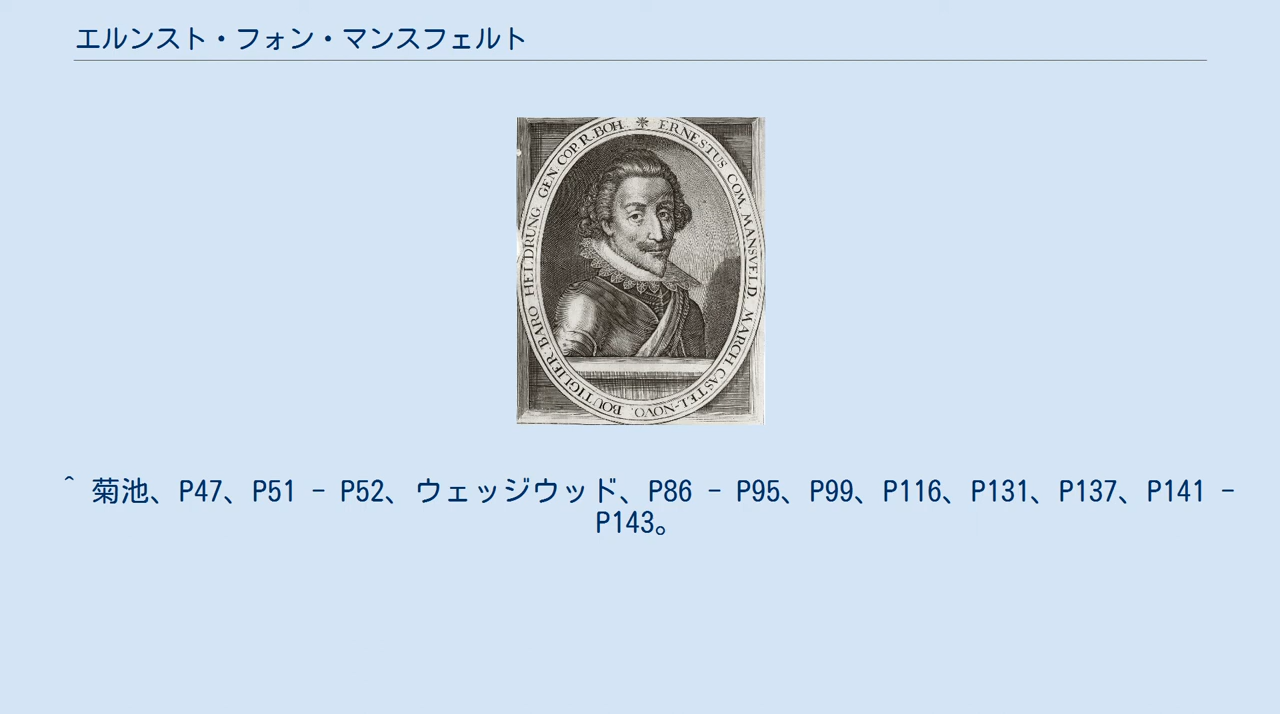 エルンスト・フォン・マンスフェルト
✻ ERNESTUS COM. MANSVELD. MARCH. CASTEL-NOVO. BOUTIGLIER. BARO HELDRUNG. GEN. COP. R. BOH.
^ 菊池、P47、P51 - P52、ウェッジウッド、P86 - P95、P99、P116、P131、P137、P141 -
P143。